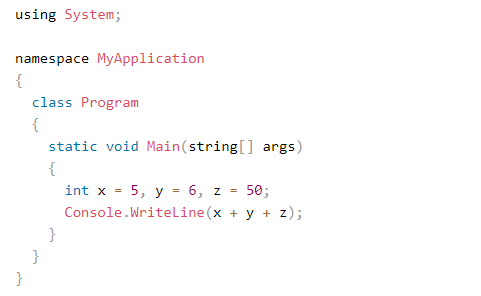 using System;

namespace MyApplication
{
  class Program
  {
    static void Main(string[] args)
    {
      int x = 5, y = 6, z = 50;
      Console.WriteLine(x + y + z);
    }
  }
}